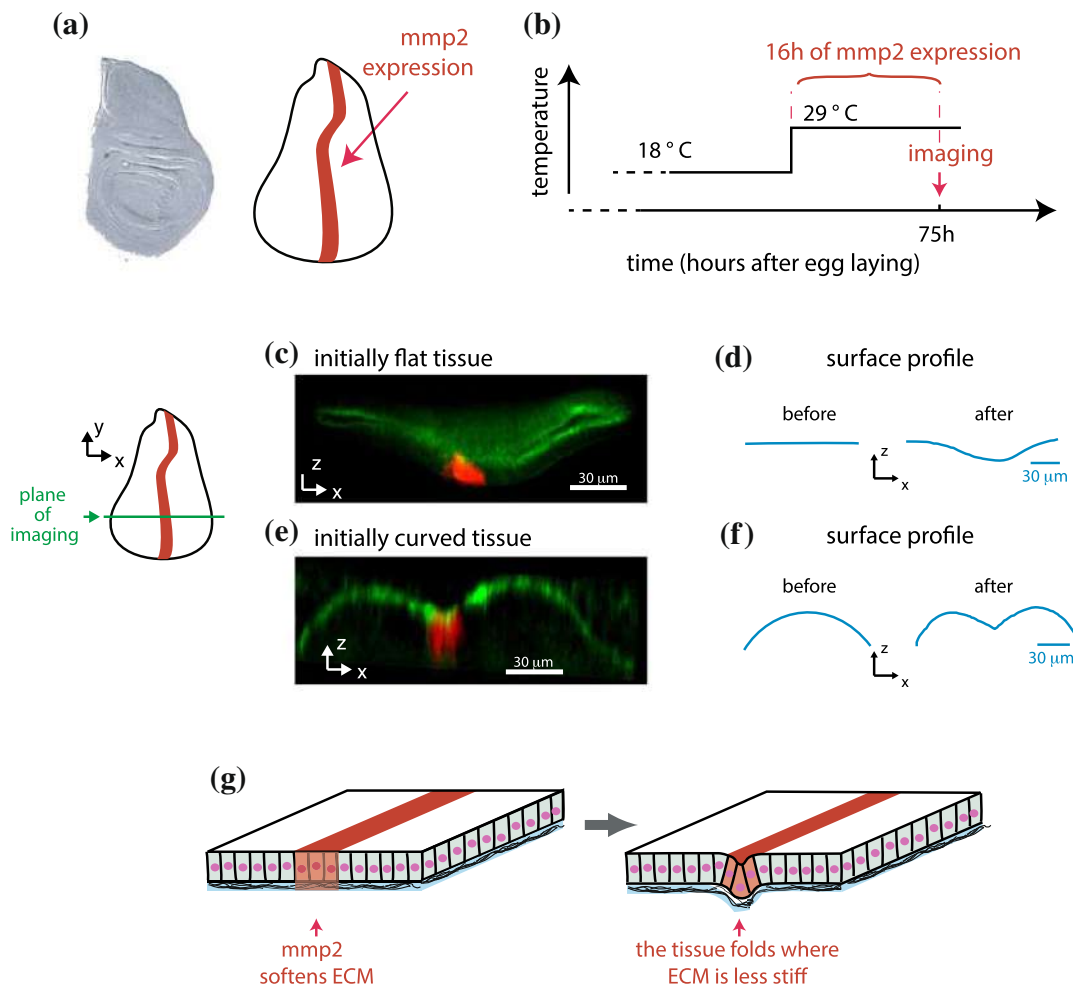 (a)
mmp2
expression
(b)
16h of mmp2 expression
temperature
18 ° C
29 ° C
imaging
75h
time (hours after egg laying)
y
x
plane
of
imaging
(c) initially flat tissue
z
x
30 μm
(d) surface profile
before
after
z
x
30 μm
(e) initially curved tissue
z
x
30 μm
(f) surface profile
before
after
z
x
30 μm
(g)
mmp2
softens ECM
the tissue folds where
ECM is less stiff